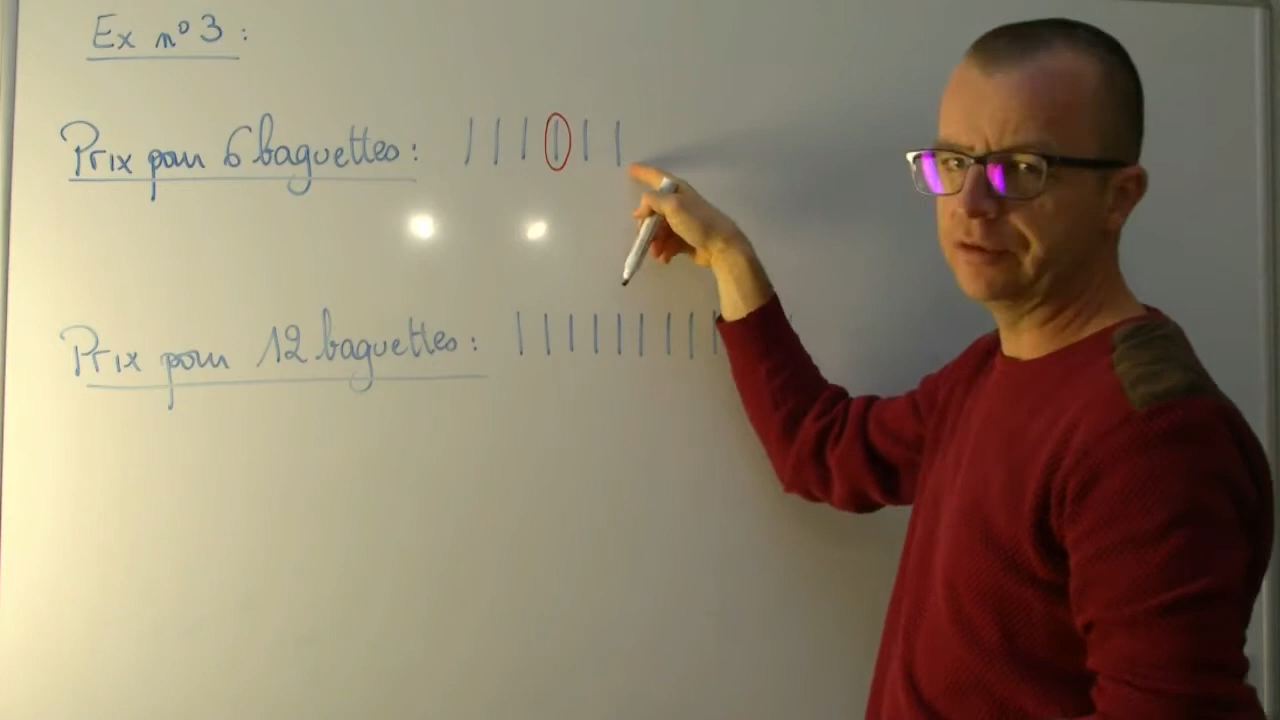 Ex n° 3 :
Prix pour 6 baguettes : | | | | | |
Prix pour 12 baguettes : | | | | | | | | |